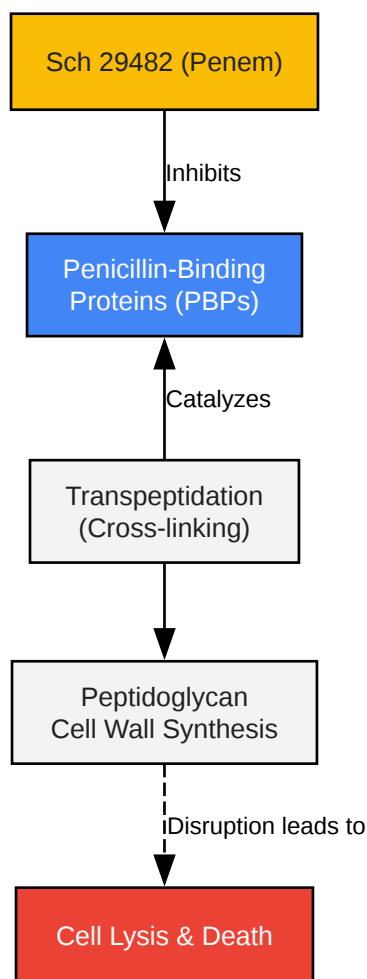 Sch 29482 (Penem)
Inhibits
Penicillin-Binding
Proteins (PBPs)
Catalyzes
Transpeptidation
(Cross-linking)
Peptidoglycan
Cell Wall Synthesis
Disruption leads to
Cell Lysis & Death